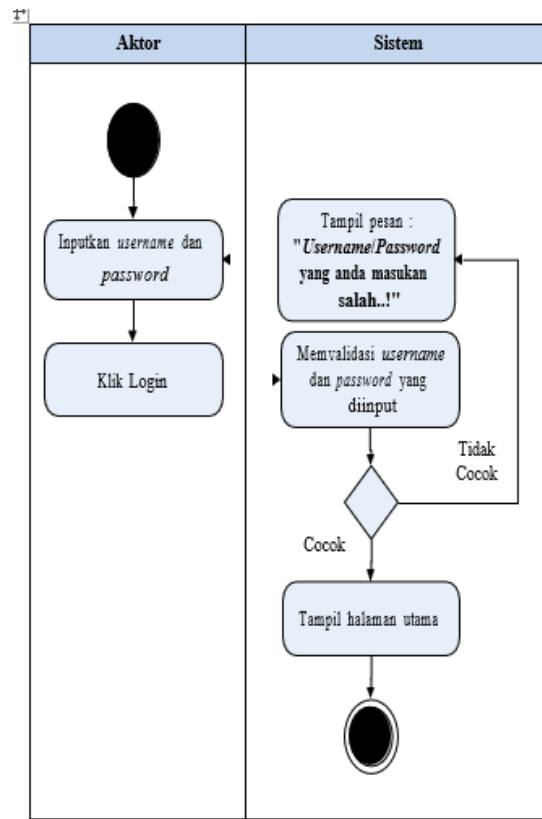 Aktor
Sistem
Inputkan username dan
password
Klik Login
Tampil pesan :
"Username/Password
yang anda masukan
salah..!"
Memvalidasi username
dan password yang
diinput
Tidak
Cocok
Cocok
Tampil halaman utama